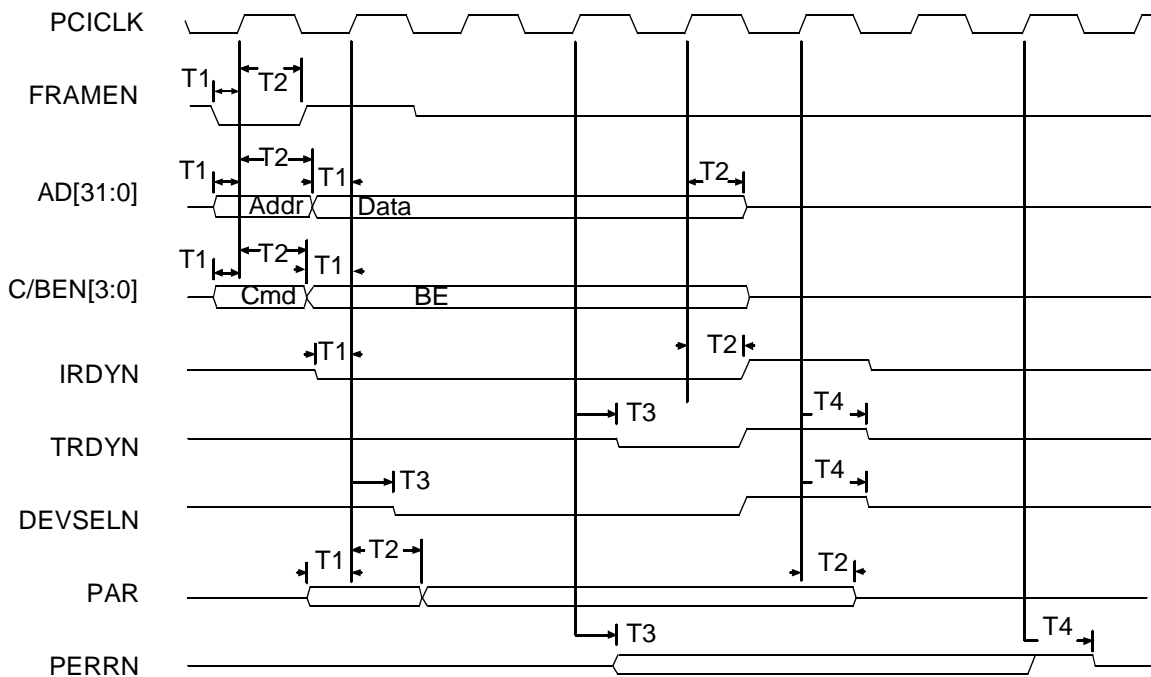 PCICLK
T1 T2
FRAMEN
T1 T2 T1 T2
AD[31:0]
Addr Data
T1 T2 T1
C/BEN[3:0]
Cmd BE
T1 T2
IRDYN
T3 T4
TRDYN
T3 T4
DEVSELN
T1 T2 T2
PAR
T3 T4
PERRN